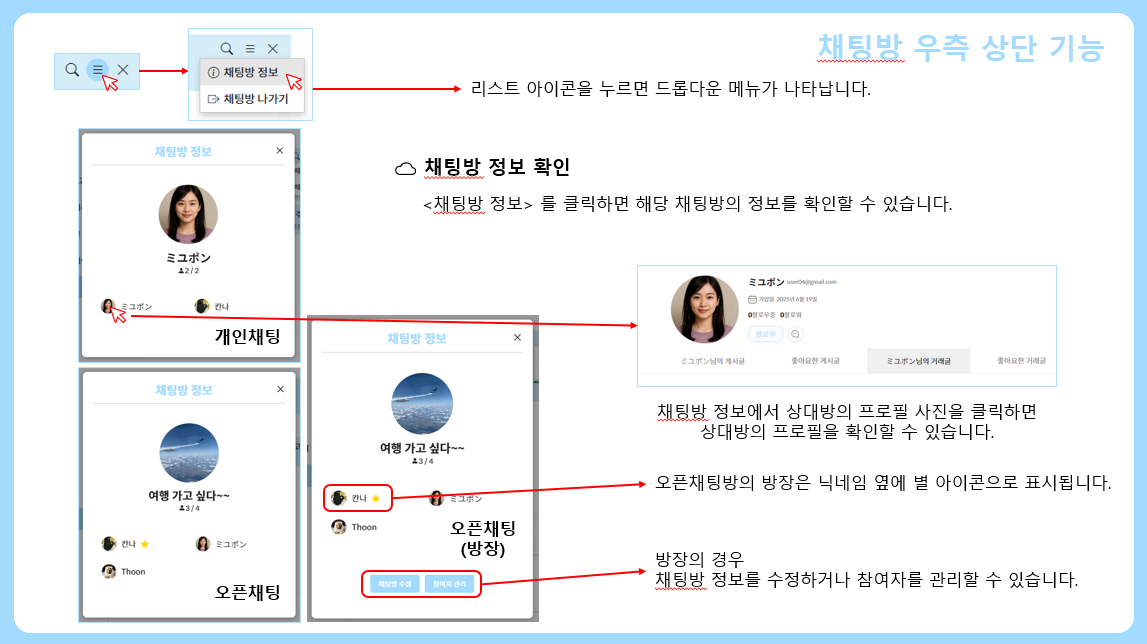 채팅방 우측 상단 기능
채팅방 정보
채팅방 나가기
리스트 아이콘을 누르면 드롭다운 메뉴가 나타납니다.
채팅방 정보 확인
<채팅방 정보> 를 클릭하면 해당 채팅방의 정보를 확인할 수 있습니다.
채팅방 정보
ミユポン
2/2
ミユポン
칸나
개인채팅
ミユポン user04@gmail.com
가입일: 2025년 6월 19일
0팔로우중 0팔로워
팔로우
ミユポン님의 게시글
좋아요한 게시글
ミユポン님의 거래글
좋아요한 거래글
채팅방 정보에서 상대방의 프로필 사진을 클릭하면
상대방의 프로필을 확인할 수 있습니다.
채팅방 정보
여행 가고 싶다~~
3/4
칸나
ミユポン
Thoon
오픈채팅
채팅방 정보
여행 가고 싶다~~
3/4
칸나
ミユポン
Thoon
오픈채팅
(방장)
채팅방 수정
참여자 관리
오픈채팅방의 방장은 닉네임 옆에 별 아이콘으로 표시됩니다.
방장의 경우
채팅방 정보를 수정하거나 참여자를 관리할 수 있습니다.